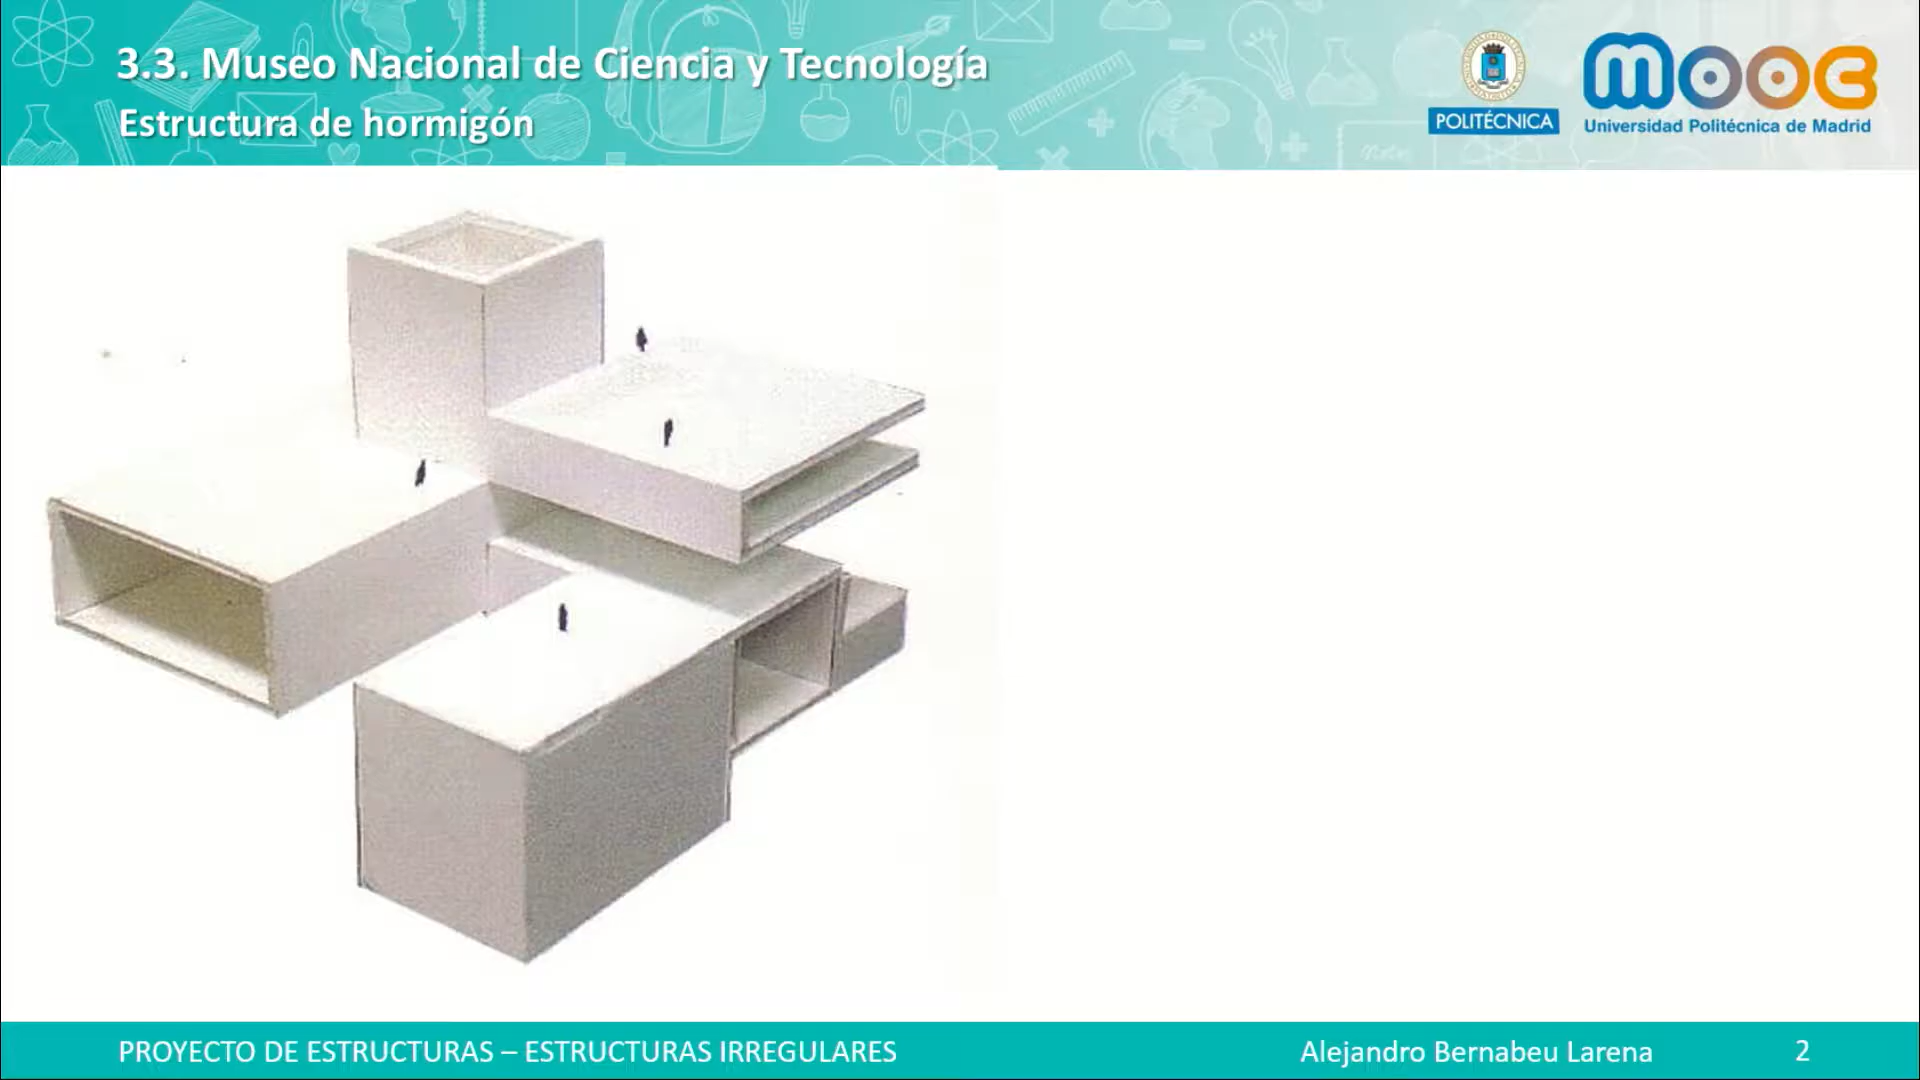 3.3. Museo Nacional de Ciencia y Tecnología
Estructura de hormigón
POLITÉCNICA
mooc
Universidad Politécnica de Madrid
PROYECTO DE ESTRUCTURAS – ESTRUCTURAS IRREGULARES
Alejandro Bernabeu Larena
2